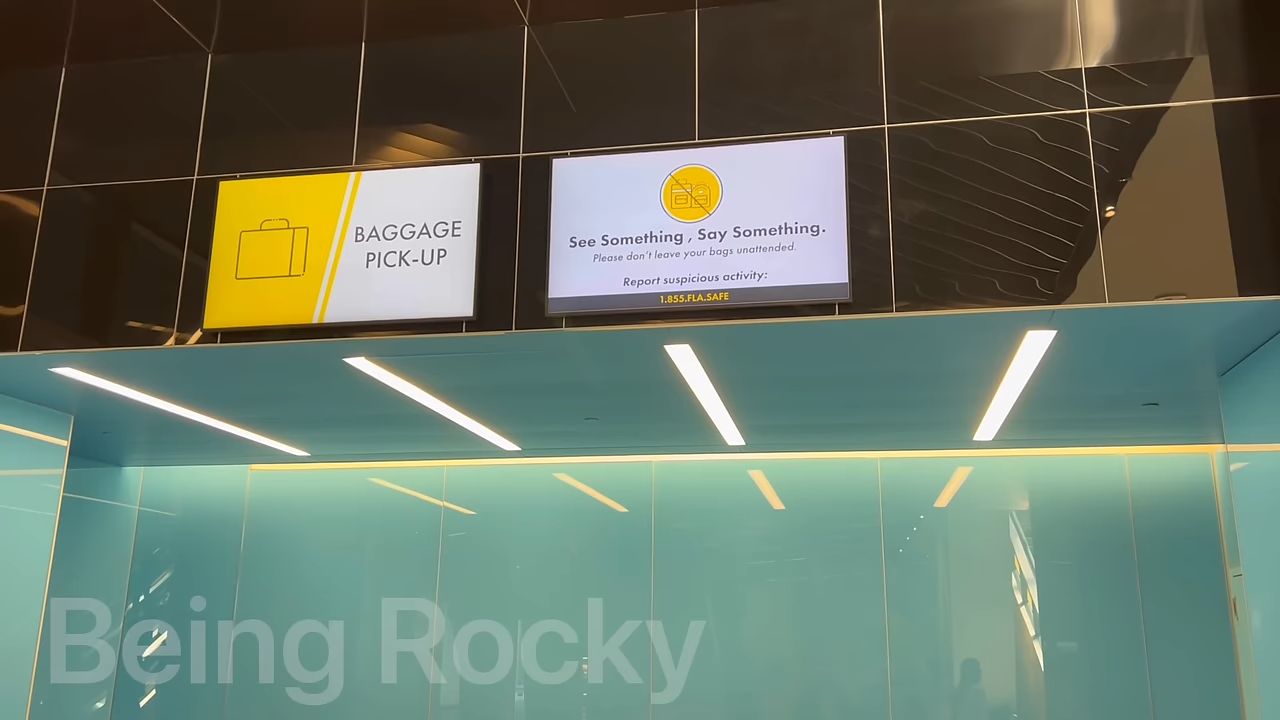 BAGGAGE
PICK-UP
See Something , Say Something.
Please don't leave your bags unattended.
Report suspicious activity:
1.855.FLA.SAFE
Being Rocky